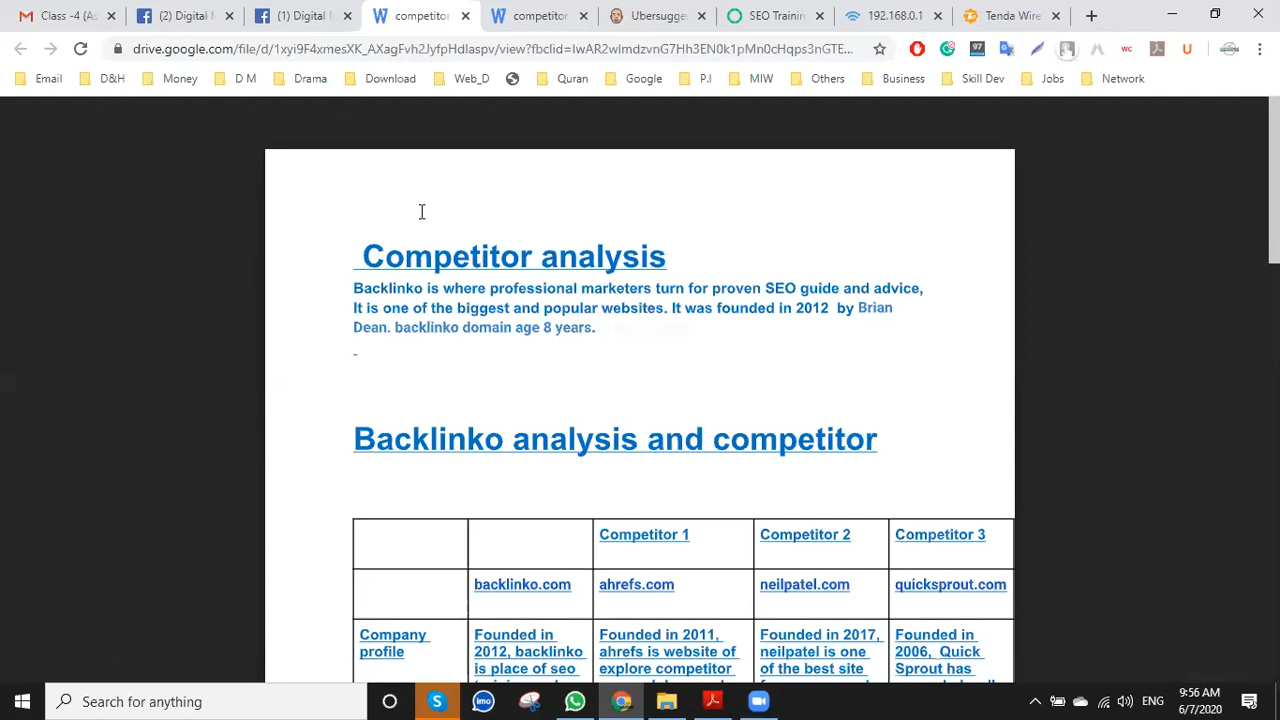 Class -4 (A
(2) Digital
(1) Digital
competitor
competitor
Ubersugge
SEO Trainin
192.168.0.1
Tenda Wire
drive.google.com/file/d/1xyi9F4xmesXK_AXagFvh2JyfpHdlaspv/view?fbclid=IwAR2wlmdzvnG7Hh3EN0k1pMn0cHqps3nGTE...
97
WC
U
Email
D&H
Money
D M
Drama
Download
Web_D
Quran
Google
P.I
MIW
Others
Business
Skill Dev
Jobs
Network
Competitor analysis
Backlinko is where professional marketers turn for proven SEO guide and advice,
It is one of the biggest and popular websites. It was founded in 2012 by Brian
Dean. backlinko domain age 8 years.
Backlinko analysis and competitor
Competitor 1 Competitor 2 Competitor 3
backlinko.com ahrefs.com neilpatel.com quicksprout.com
Company Founded in Founded in 2011, Founded in 2017, Founded in
profile 2012, backlinko ahrefs is website of neilpatel is one 2006, Quick
is place of seo explore competitor of the best site Sprout has
Search for anything
imo
ENG
9:56 AM
6/7/2020